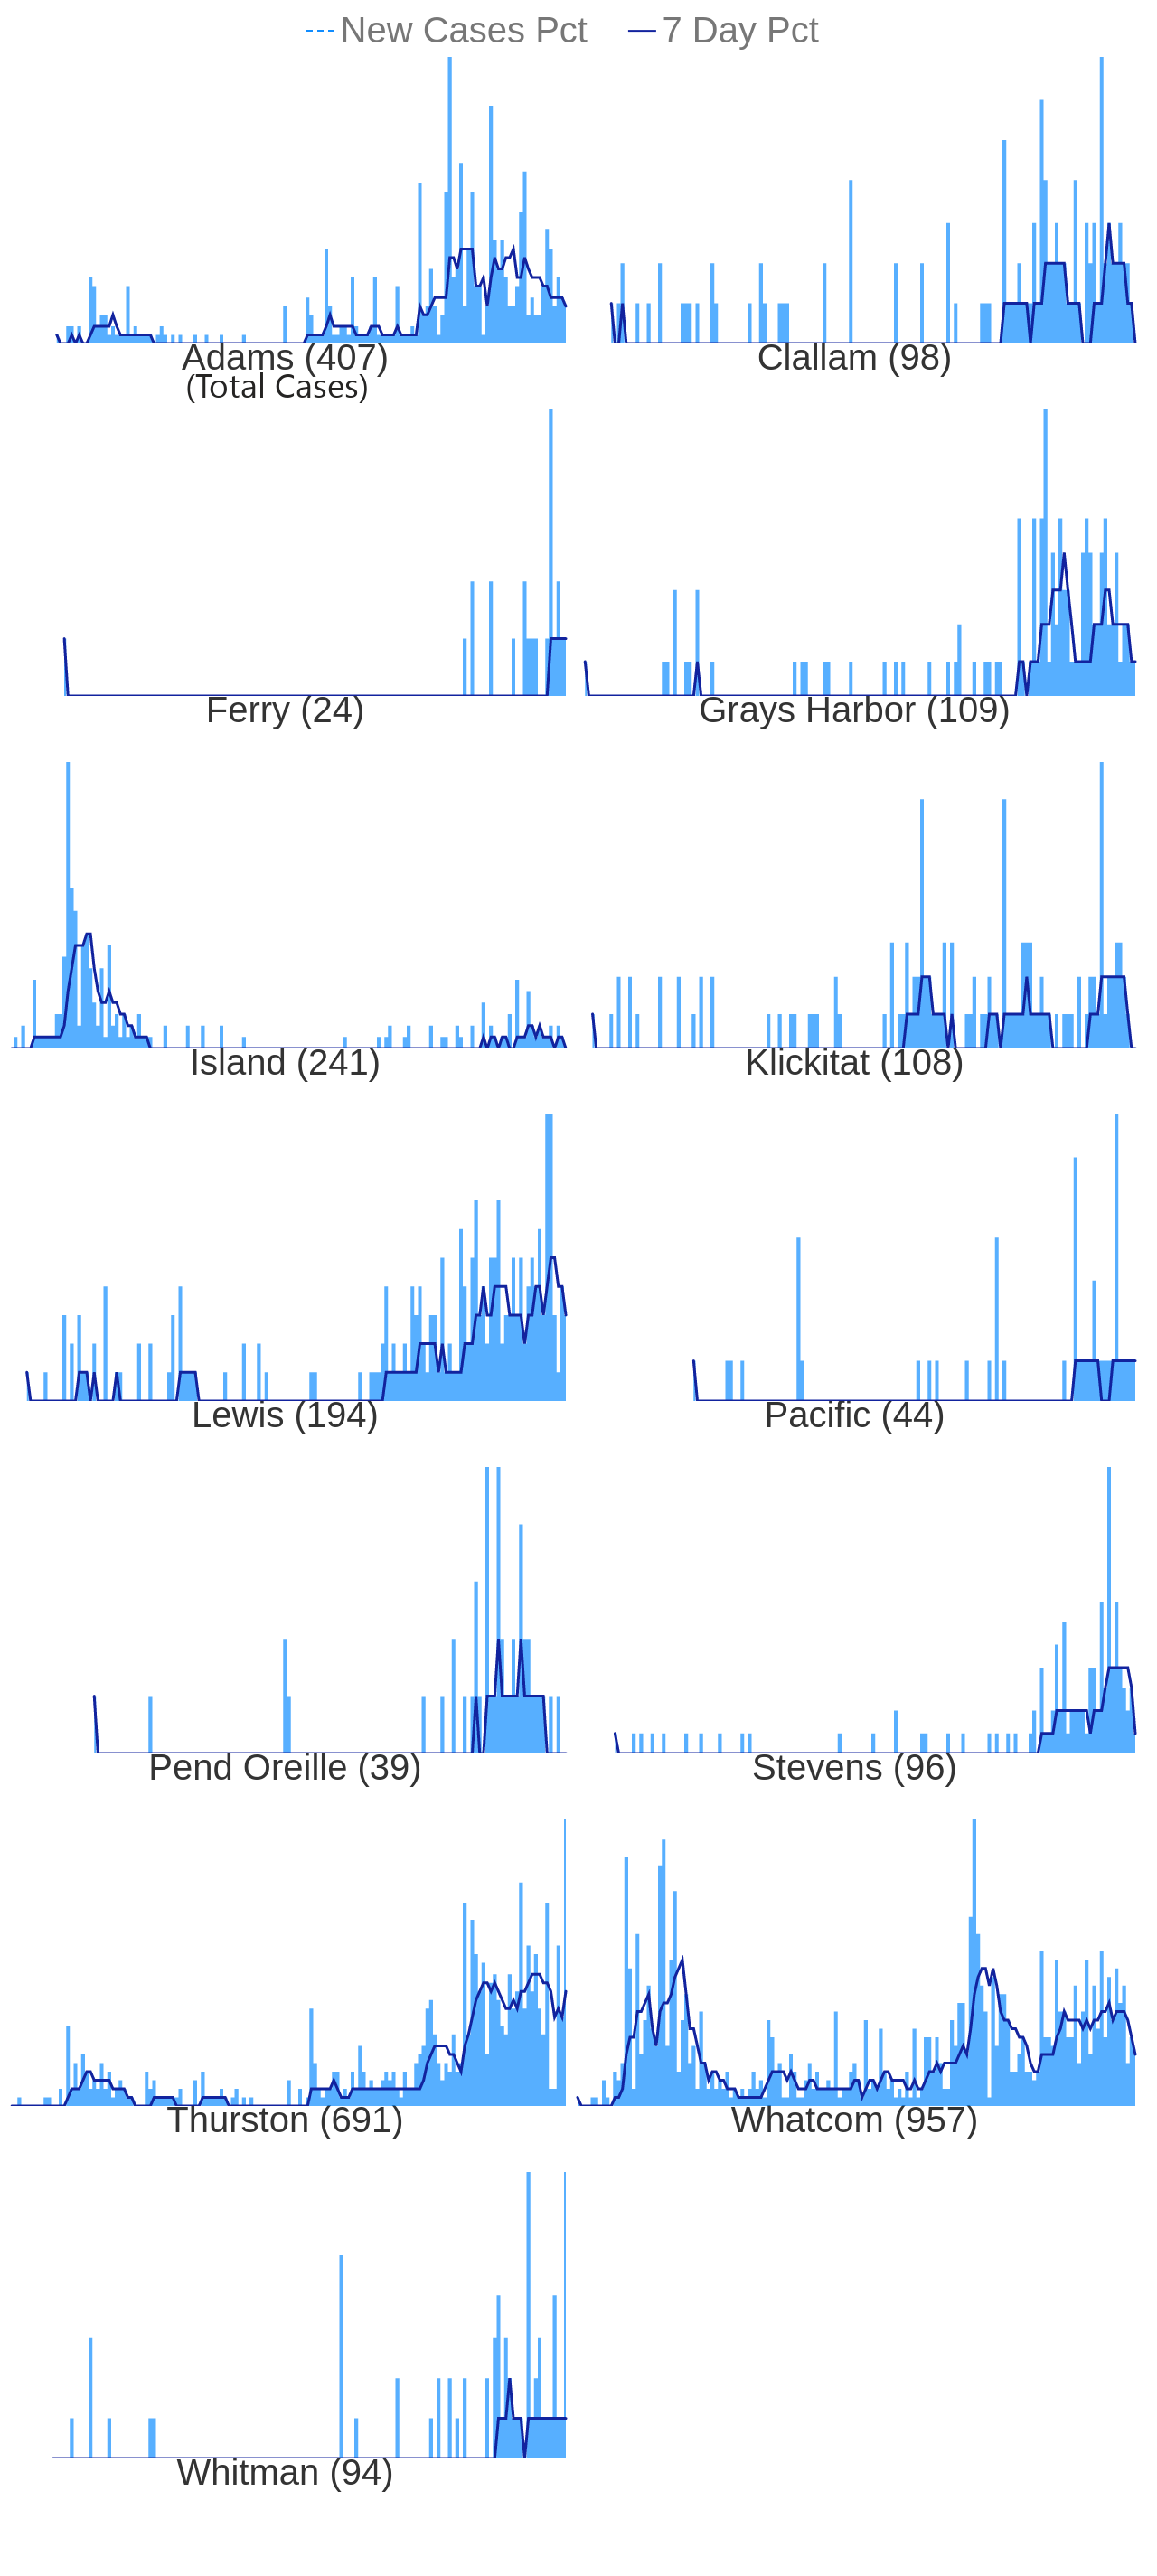 New Cases Pct 7 Day Pct
Adams (407) Clallam (98)
(Total Cases)
Ferry (24) Grays Harbor (109)
Island (241) Klickitat (108)
Lewis (194) Pacific (44)
Pend Oreille (39) Stevens (96)
Thurston (691) Whatcom (957)
Whitman (94)